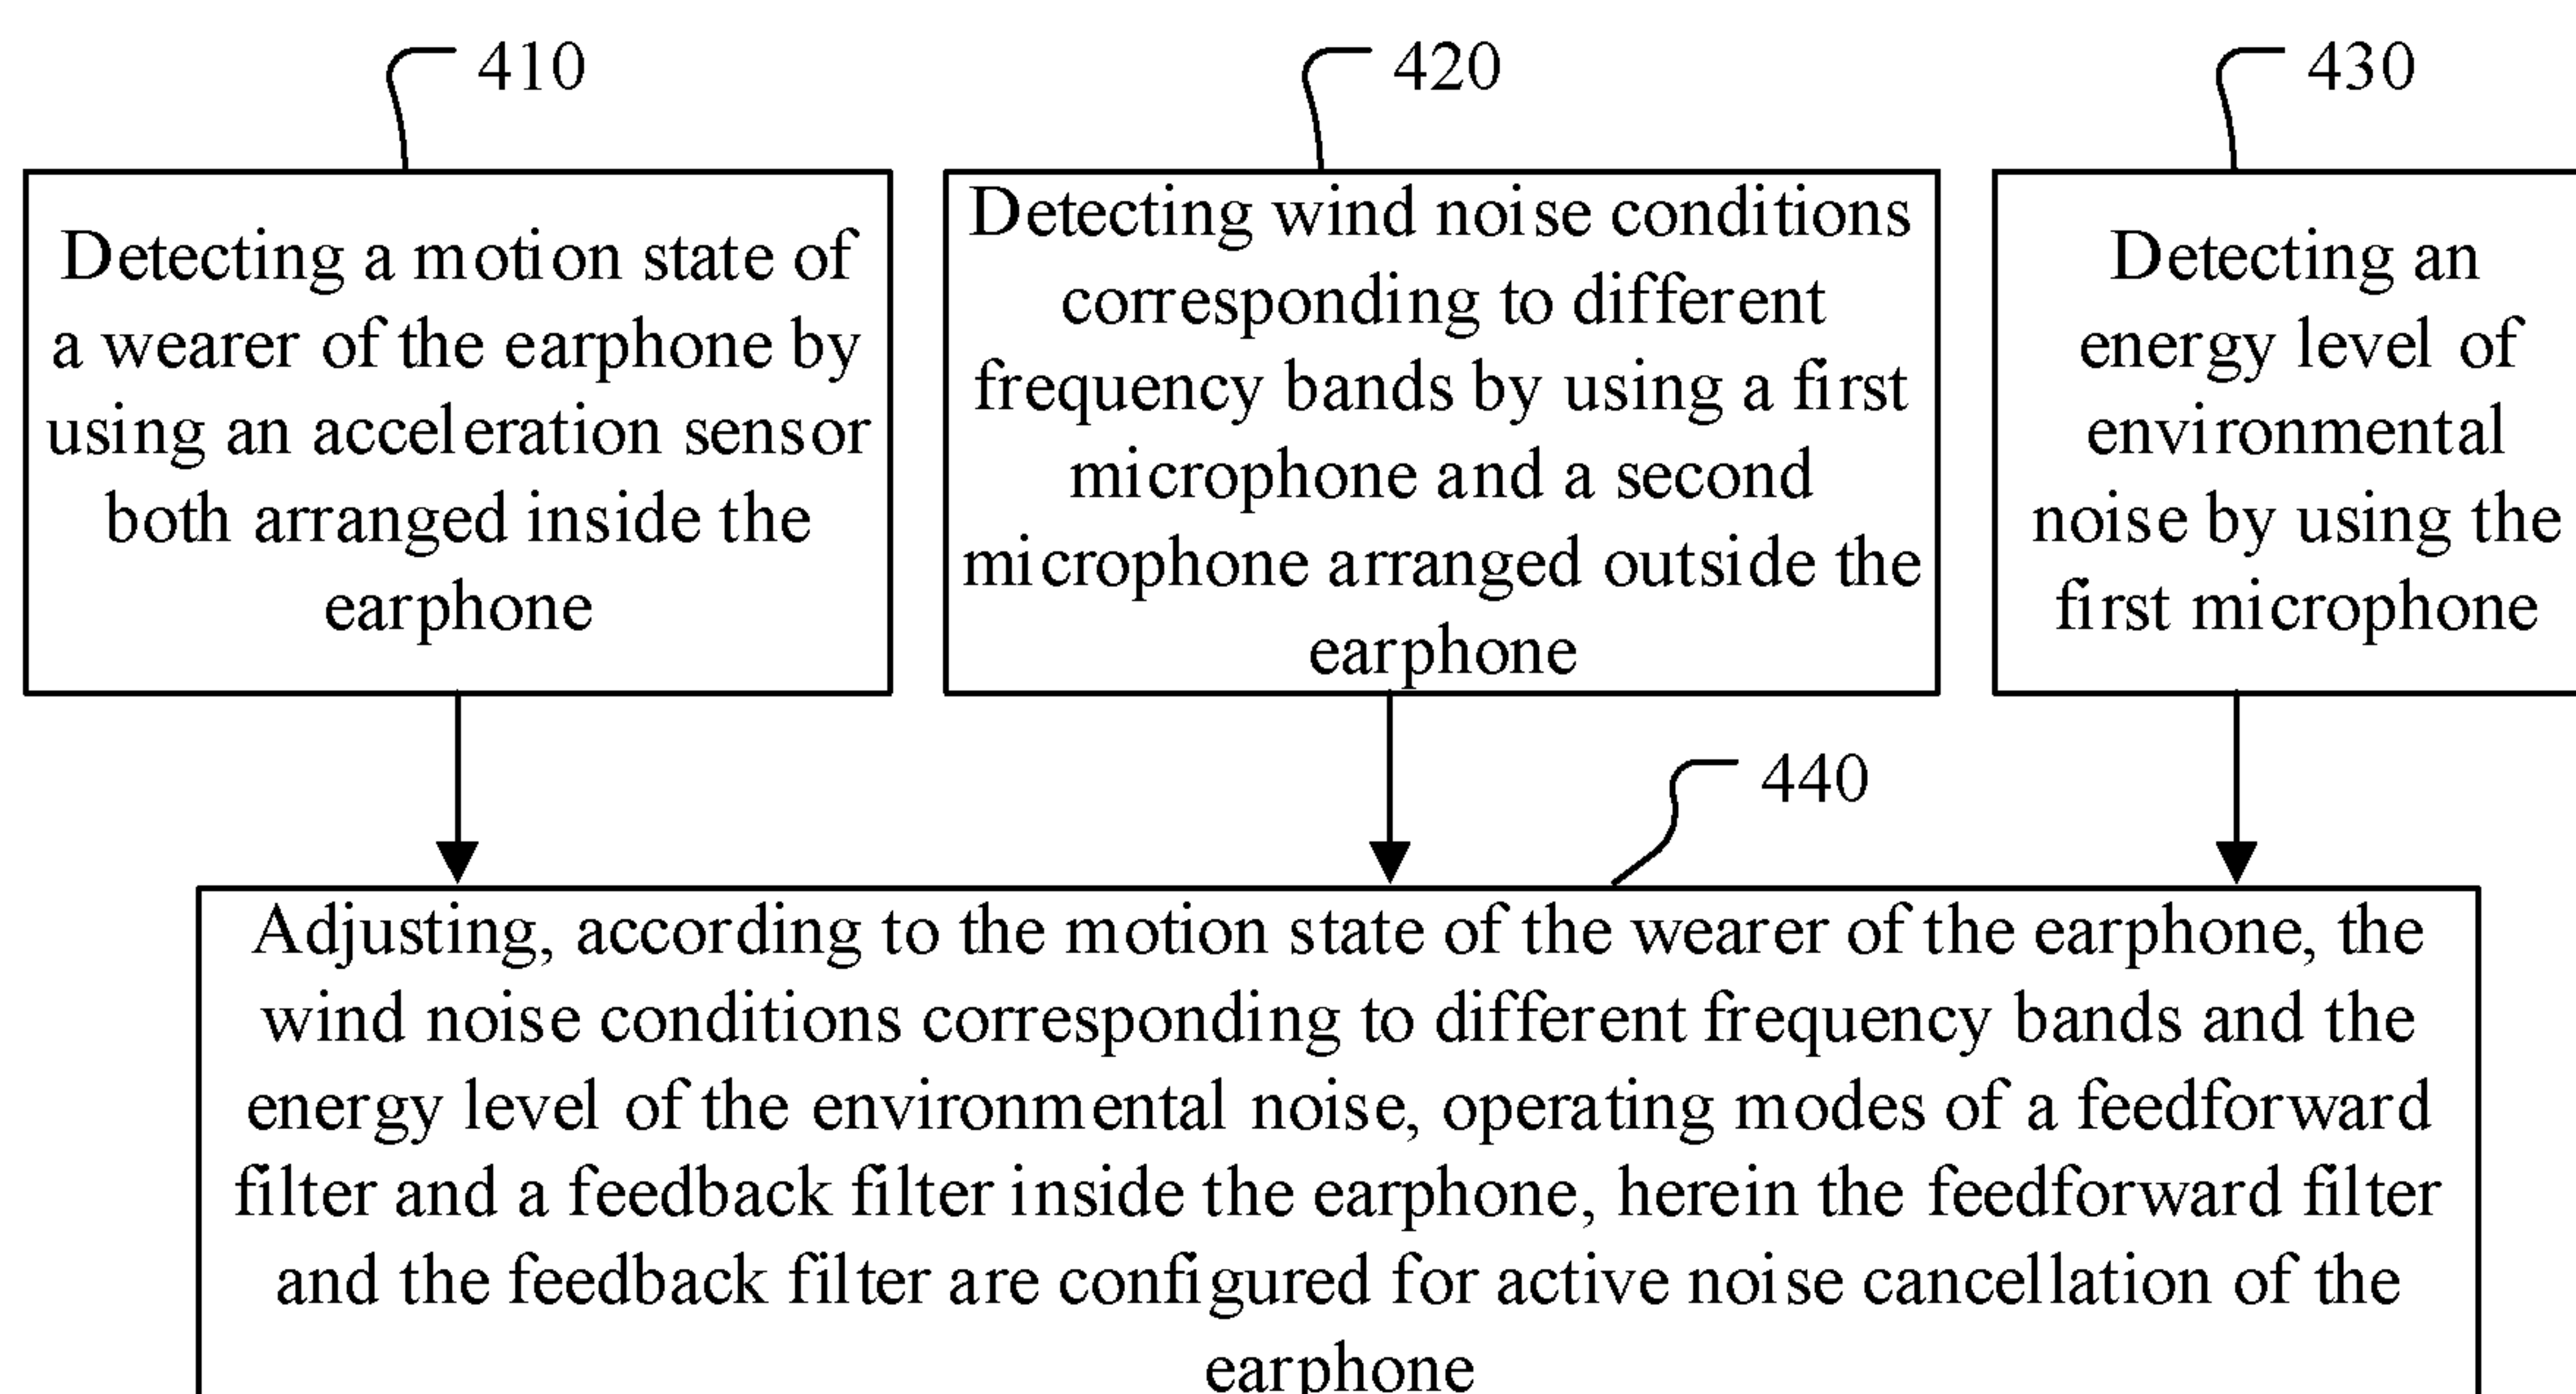 410
Detecting a motion state of
a wearer of the earphone by
using an acceleration sensor
both arranged inside the
earphone
420
Detecting wind noise conditions
corresponding to different
frequency bands by using a first
microphone and a second
microphone arranged outside the
earphone
430
Detecting an
energy level of
environmental
noise by using the
first microphone
440
Adjusting, according to the motion state of the wearer of the earphone, the
wind noise conditions corresponding to different frequency bands and the
energy level of the environmental noise, operating modes of a feedforward
filter and a feedback filter inside the earphone, herein the feedforward filter
and the feedback filter are configured for active noise cancellation of the
earphone